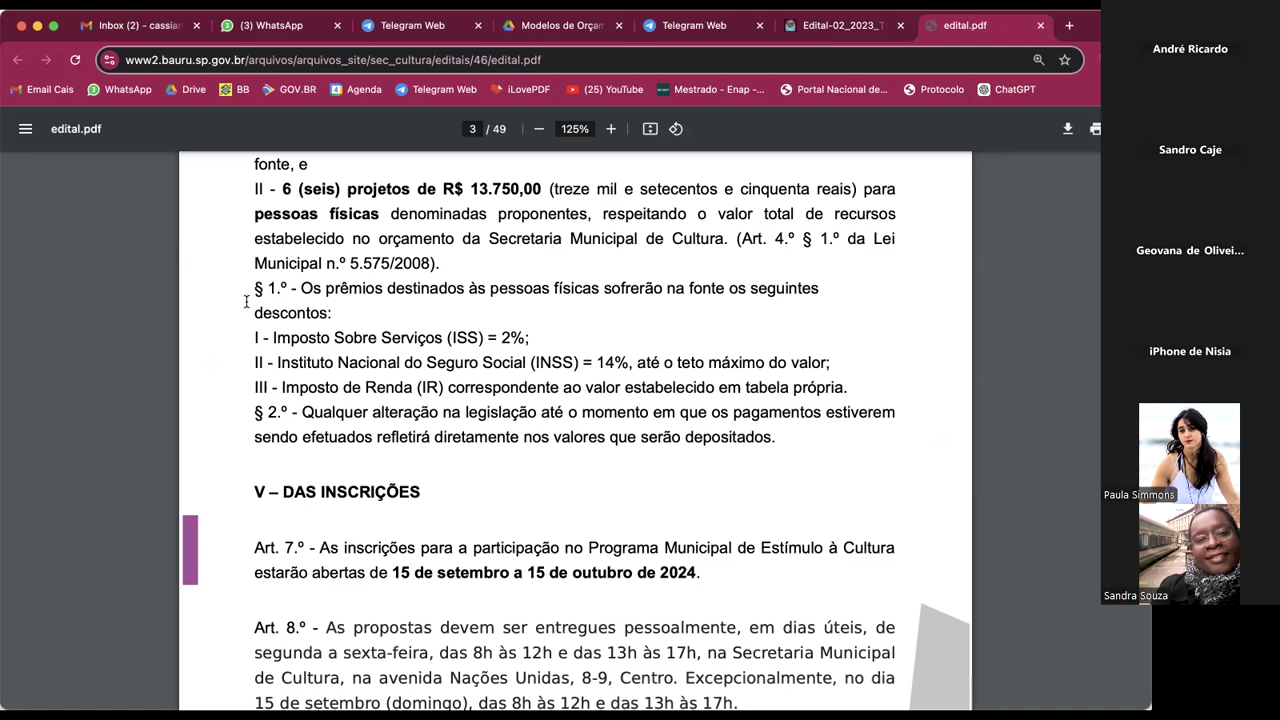 Inbox (2) - cassian
(3) WhatsApp
Telegram Web
Modelos de Orçam
Telegram Web
Edital-02_2023_T
edital.pdf
www2.bauru.sp.gov.br/arquivos/arquivos_site/sec_cultura/editais/46/edital.pdf
Email Cais
WhatsApp
Drive
BB
GOV.BR
Agenda
Telegram Web
iLovePDF
(25) YouTube
Mestrado - Enap -...
Portal Nacional de...
Protocolo
ChatGPT
edital.pdf
3 / 49
125%
fonte, e
II - 6 (seis) projetos de R$ 13.750,00 (treze mil e setecentos e cinquenta reais) para
pessoas físicas denominadas proponentes, respeitando o valor total de recursos
estabelecido no orçamento da Secretaria Municipal de Cultura. (Art. 4.º § 1.º da Lei
Municipal n.º 5.575/2008).
§ 1.º - Os prêmios destinados às pessoas físicas sofrerão na fonte os seguintes
descontos:
I - Imposto Sobre Serviços (ISS) = 2%;
II - Instituto Nacional do Seguro Social (INSS) = 14%, até o teto máximo do valor;
III - Imposto de Renda (IR) correspondente ao valor estabelecido em tabela própria.
§ 2.º - Qualquer alteração na legislação até o momento em que os pagamentos estiverem
sendo efetuados refletirá diretamente nos valores que serão depositados.
V – DAS INSCRIÇÕES
Art. 7.º - As inscrições para a participação no Programa Municipal de Estímulo à Cultura
estarão abertas de 15 de setembro a 15 de outubro de 2024.
Art. 8.º - As propostas devem ser entregues pessoalmente, em dias úteis, de
segunda a sexta-feira, das 8h às 12h e das 13h às 17h, na Secretaria Municipal
de Cultura, na avenida Nações Unidas, 8-9, Centro. Excepcionalmente, no dia
15 de setembro (domingo), das 8h às 12h e das 13h às 17h.
André Ricardo
Sandro Caje
Geovana de Olivei...
iPhone de Nisia
Paula Simmons
Sandra Souza